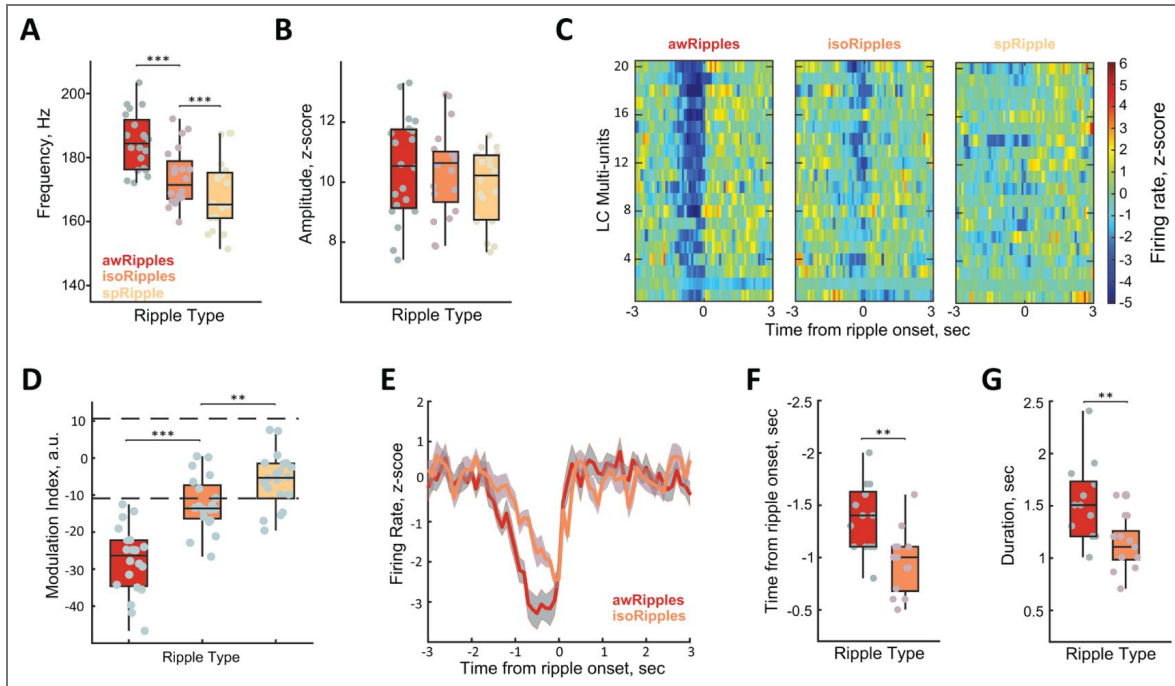 A
Frequency, Hz
200
180
160
140
***
***
awRipples
isoRipples
spRipple
Ripple Type
B
Amplitude, z-score
12
10
8
Ripple Type
C
awRipples
isoRipples
spRipple
LC Multi-units
20
16
12
8
4
-3 0 3
-3 0 3
-3 0 3
Time from ripple onset, sec
6
5
4
3
2
1
0
-1
-2
-3
-4
-5
Firing rate, z-score
D
Modulation Index, a.u.
10
0
-10
-20
-30
-40
***
**
Ripple Type
E
Firing Rate, z-scoe
2
1
0
-1
-2
-3
awRipples
isoRipples
-3 -2 -1 0 1 2 3
Time from ripple onset, sec
F
Time from ripple onset, sec
-2.5
-2
-1.5
-1
-0.5
**
Ripple Type
G
Duration, sec
2.5
2
1.5
1
0.5
**
Ripple Type